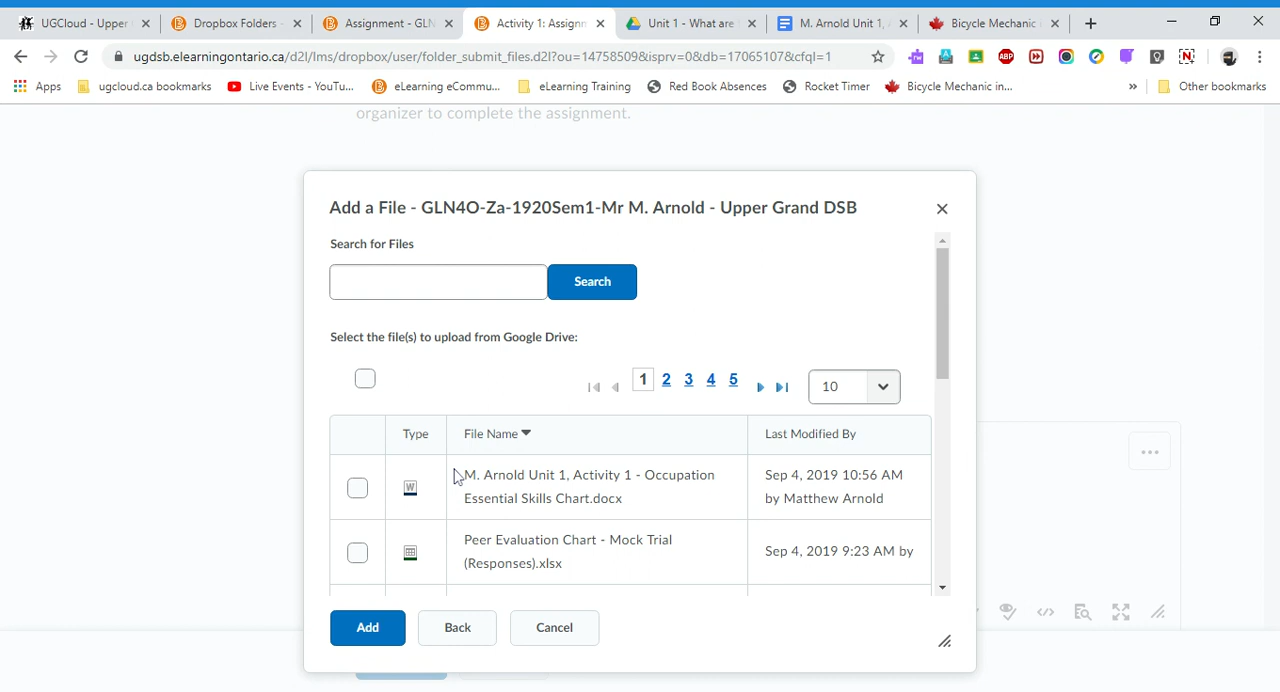 UGCloud - Upper
Dropbox Folders -
Assignment - GLN
Activity 1: Assignm
Unit 1 - What are
M. Arnold Unit 1,
Bicycle Mechanic
ugdsb.elearningontario.ca/d2l/lms/dropbox/user/folder_submit_files.d2l?ou=14758509&isprv=0&db=17065107&cfql=1
Apps
ugcloud.ca bookmarks
Live Events - YouTu...
eLearning eCommu...
eLearning Training
Red Book Absences
Rocket Timer
Bicycle Mechanic in...
»
Other bookmarks
organizer to complete the assignment.
Add a File - GLN4O-Za-1920Sem1-Mr M. Arnold - Upper Grand DSB
Search for Files
Search
Select the file(s) to upload from Google Drive:
1 2 3 4 5
10
Type File Name Last Modified By
M. Arnold Unit 1, Activity 1 - Occupation
Essential Skills Chart.docx
Sep 4, 2019 10:56 AM
by Matthew Arnold
Peer Evaluation Chart - Mock Trial
(Responses).xlsx
Sep 4, 2019 9:23 AM by
Add
Back
Cancel